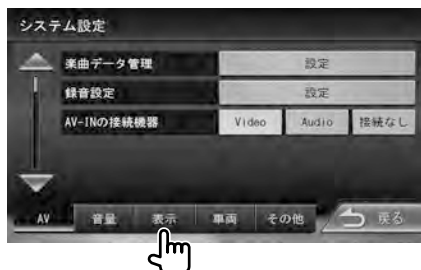 システム設定
楽曲データ管理 設定
録音設定 設定
AV-INの接続機器 Video Audio 接続なし
AV 音量 表示 車両 その他 戻る